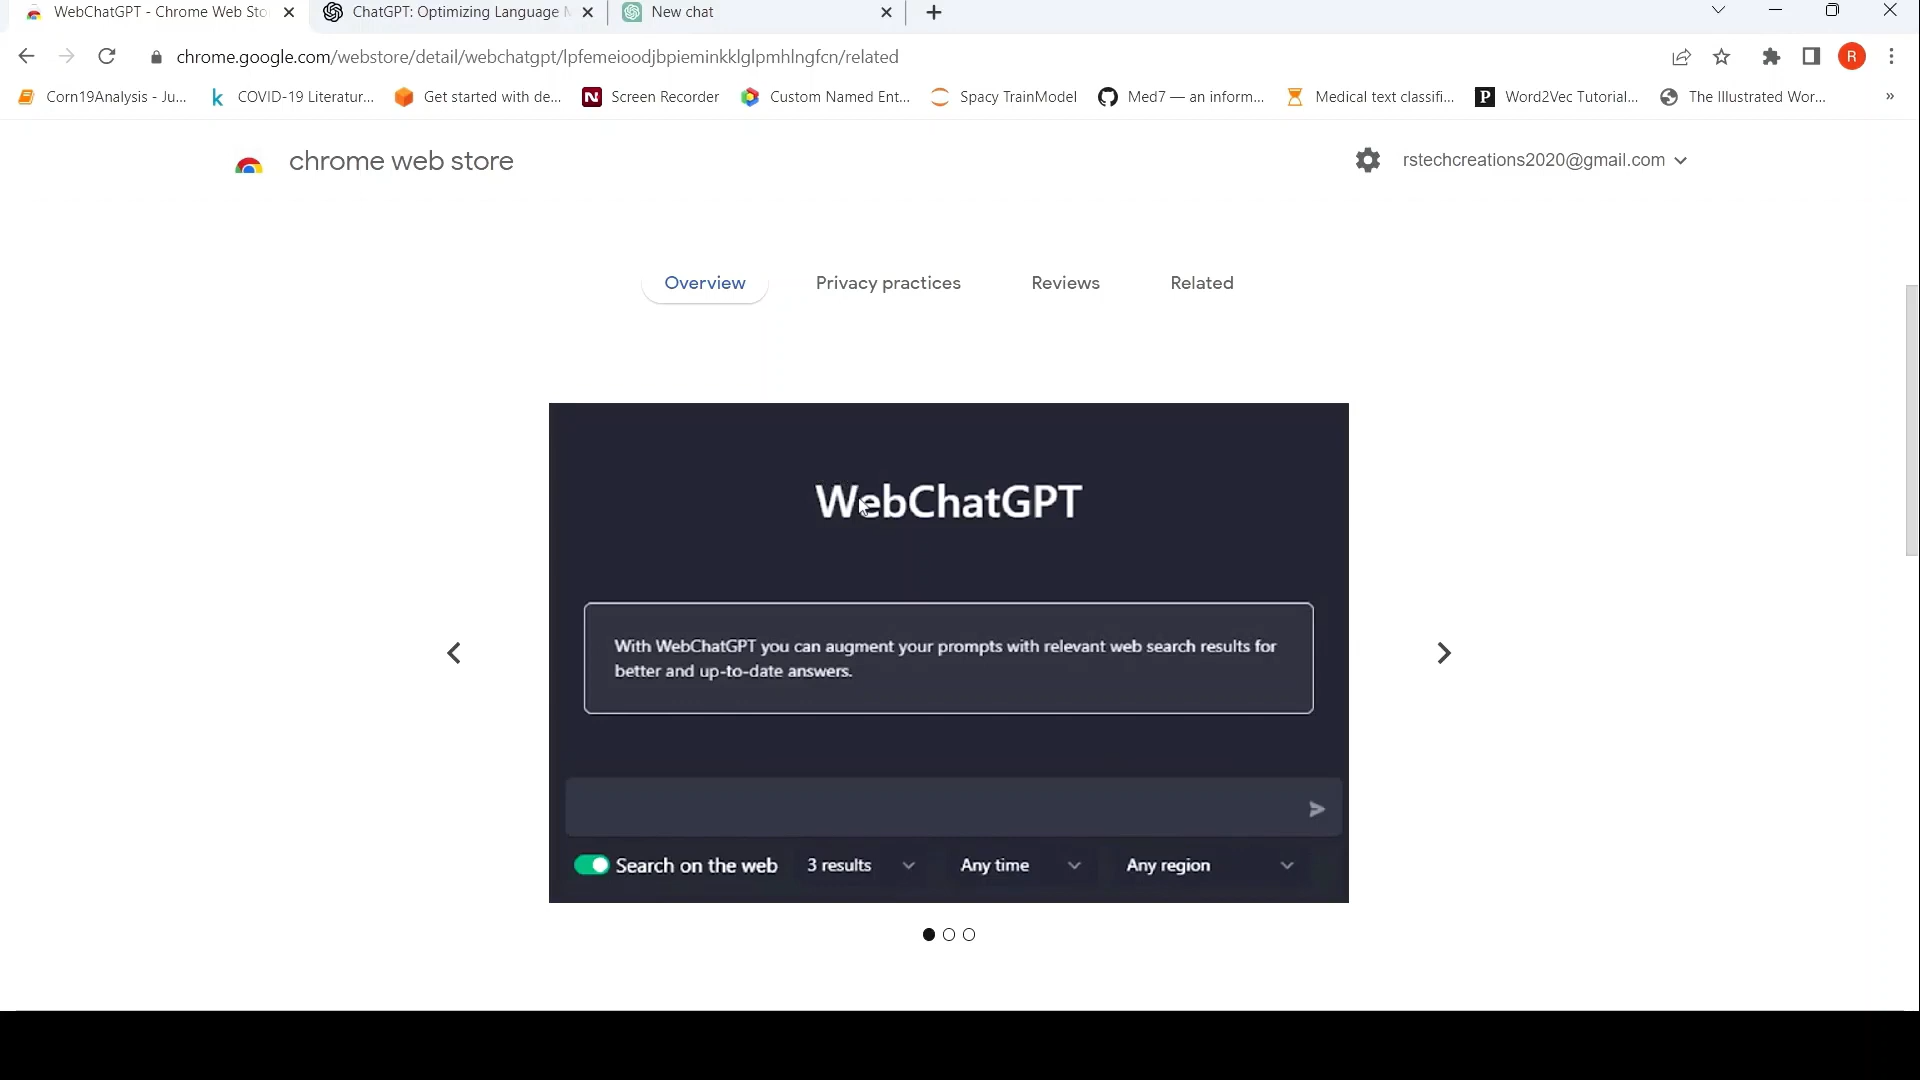 WebChatGPT - Chrome Web Sto
ChatGPT: Optimizing Language M
New chat
chrome.google.com/webstore/detail/webchatgpt/lpfemeioodjbpieminkklglpmhlngfcn/related
R
Corn19Analysis - Ju...
COVID-19 Literatur...
Get started with de...
Screen Recorder
Custom Named Ent...
Spacy TrainModel
Med7 — an inform...
Medical text classifi...
Word2Vec Tutorial...
The Illustrated Wor...
»
chrome web store
rstechcreations2020@gmail.com
Overview
Privacy practices
Reviews
Related
WebChatGPT
With WebChatGPT you can augment your prompts with relevant web search results for
better and up-to-date answers.
Search on the web
3 results
Any time
Any region